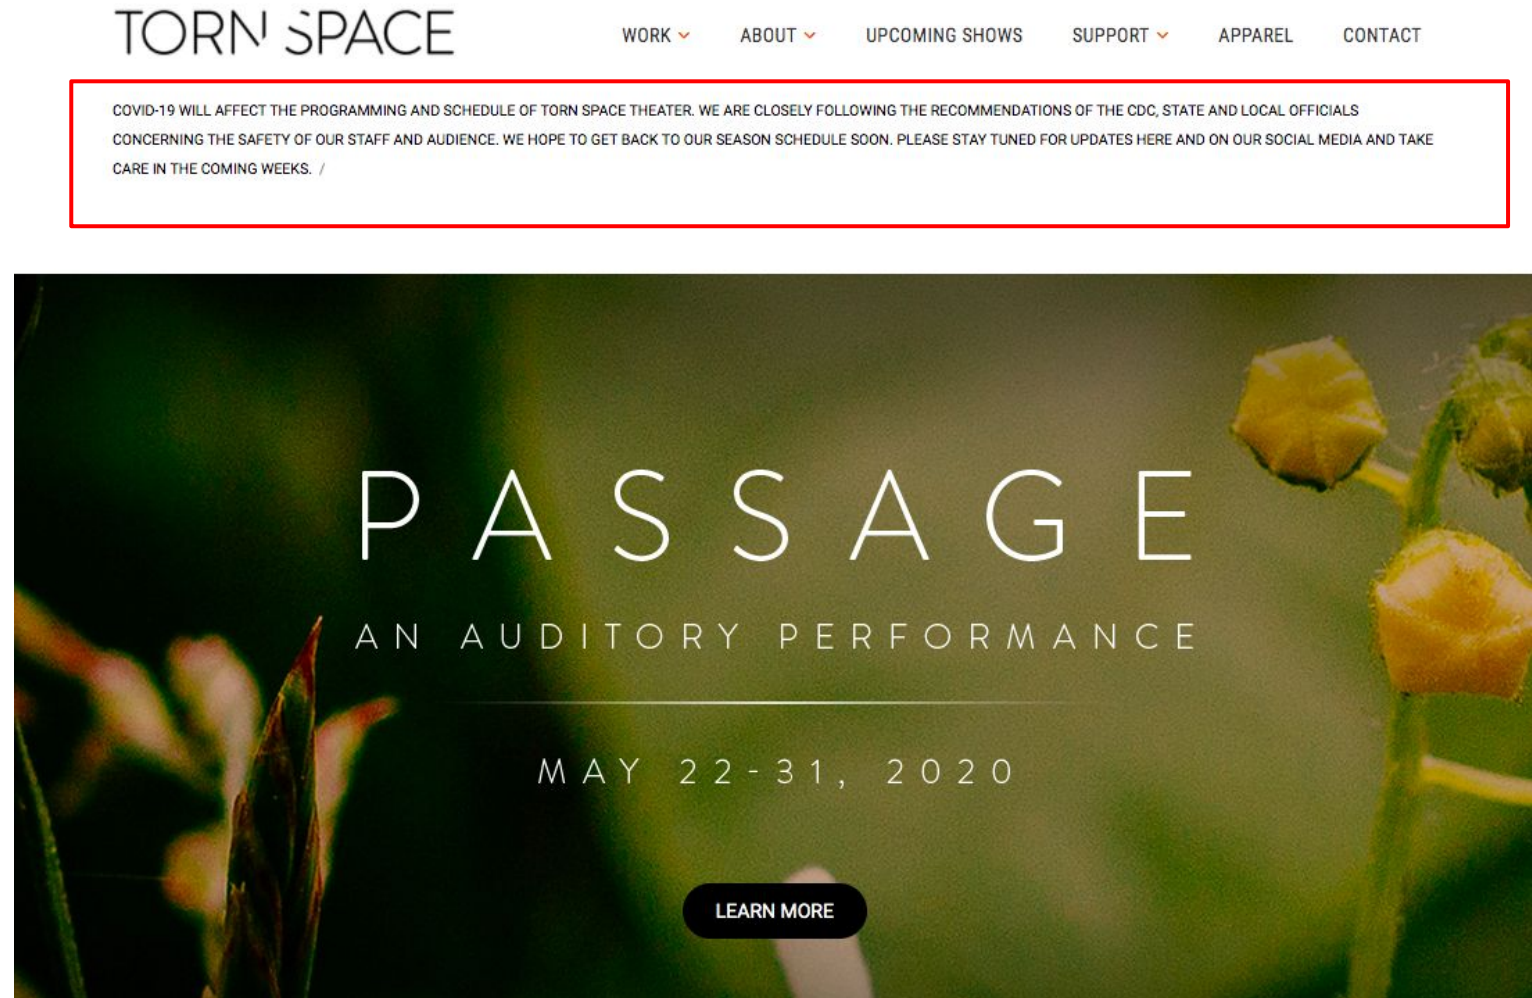 TORN SPACE
WORK ABOUT UPCOMING SHOWS SUPPORT APPAREL CONTACT
COVID-19 WILL AFFECT THE PROGRAMMING AND SCHEDULE OF TORN SPACE THEATER. WE ARE CLOSELY FOLLOWING THE RECOMMENDATIONS OF THE CDC, STATE AND LOCAL OFFICIALS
CONCERNING THE SAFETY OF OUR STAFF AND AUDIENCE. WE HOPE TO GET BACK TO OUR SEASON SCHEDULE SOON. PLEASE STAY TUNED FOR UPDATES HERE AND ON OUR SOCIAL MEDIA AND TAKE
CARE IN THE COMING WEEKS. /
PASSAGE
AN AUDITORY PERFORMANCE
MAY 22-31, 2020
LEARN MORE